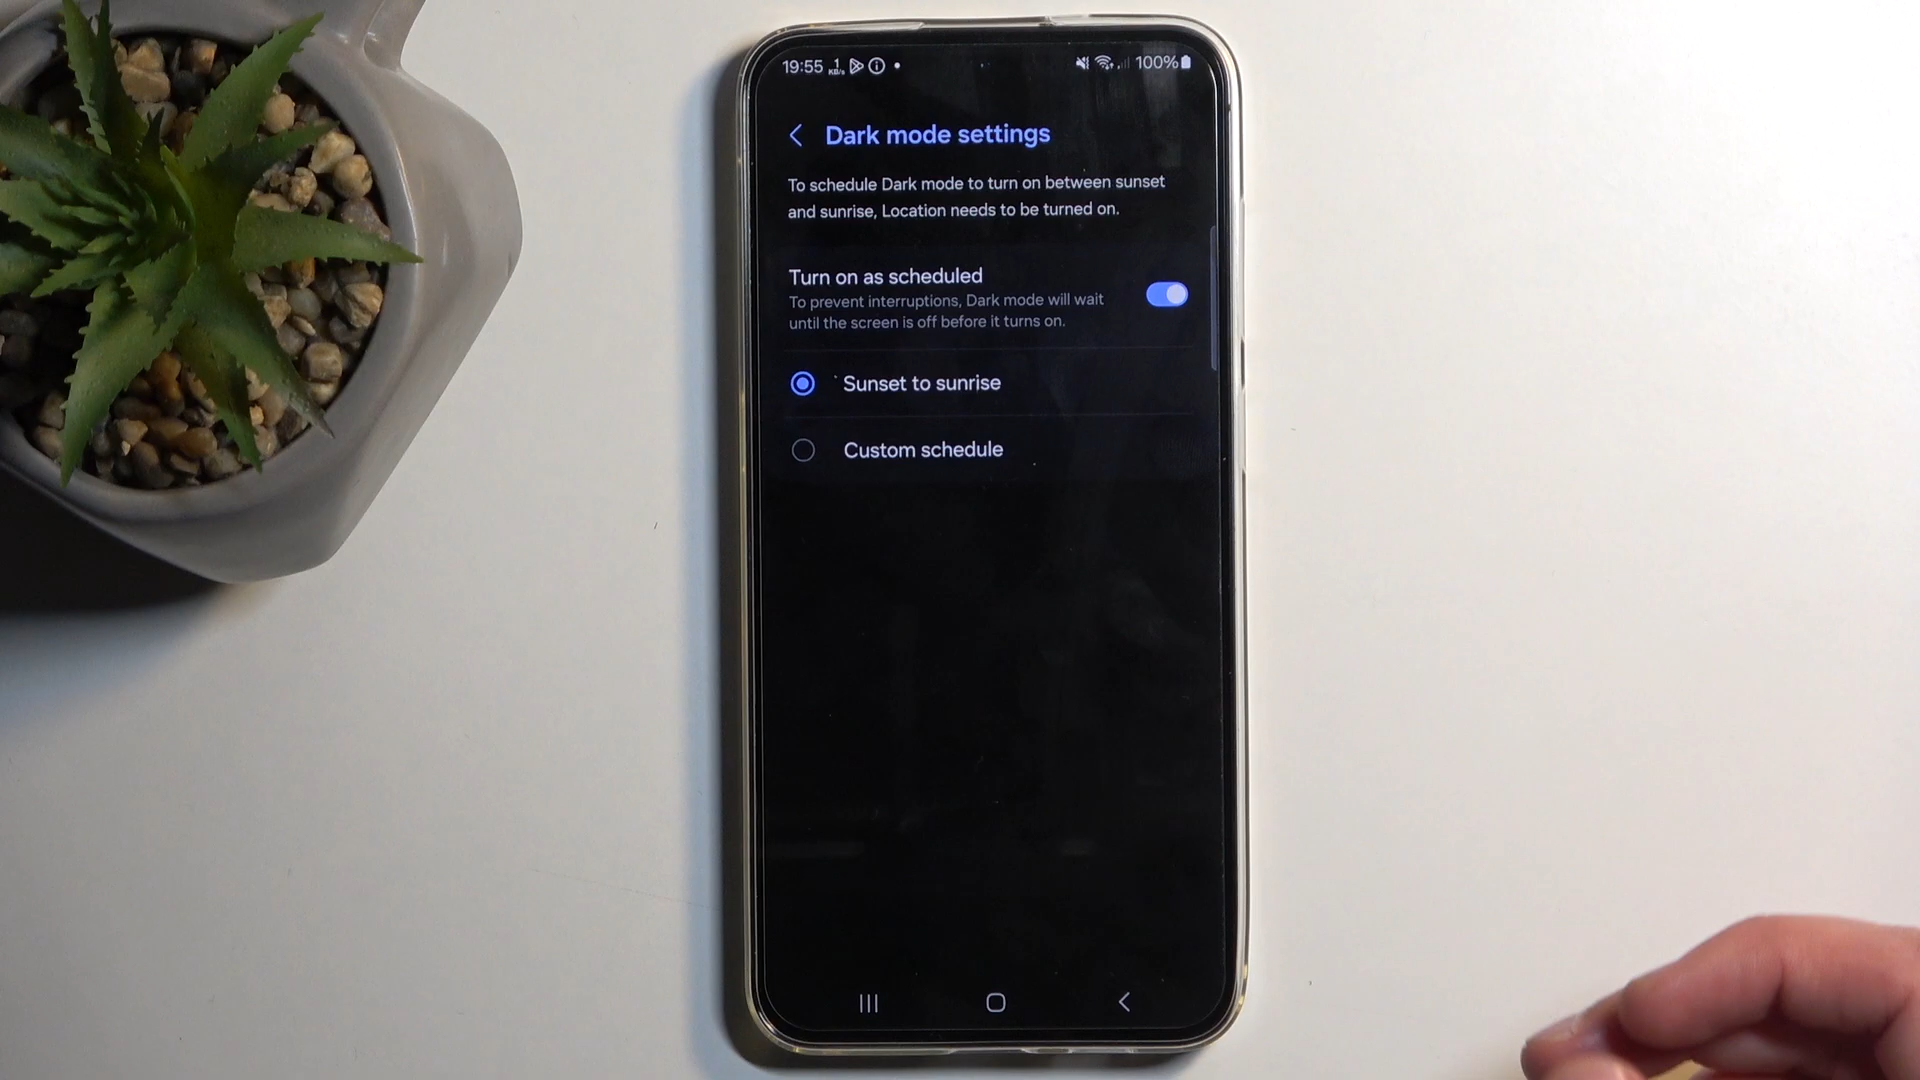 19:55 1 KB/s 100%
Dark mode settings
To schedule Dark mode to turn on between sunset
and sunrise, Location needs to be turned on.
Turn on as scheduled
To prevent interruptions, Dark mode will wait
until the screen is off before it turns on.
Sunset to sunrise
Custom schedule